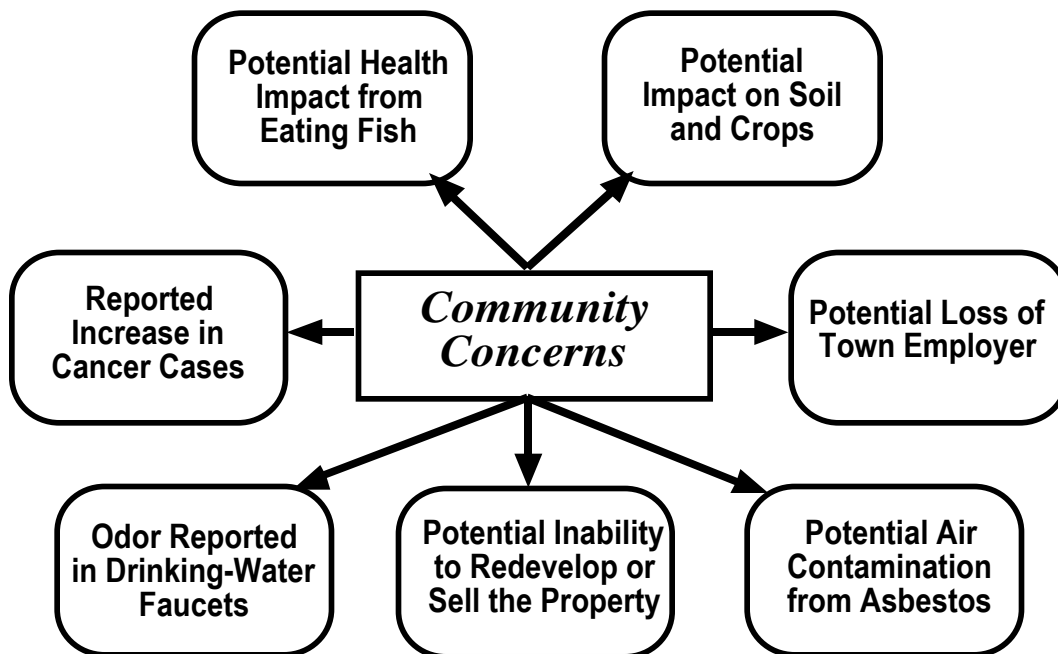 Potential Health
Impact from
Eating Fish
Potential
Impact on Soil
and Crops
Reported
Increase in
Cancer Cases
Community
Concerns
Potential Loss of
Town Employer
Odor Reported
in Drinking-Water
Faucets
Potential Inability
to Redevelop or
Sell the Property
Potential Air
Contamination
from Asbestos